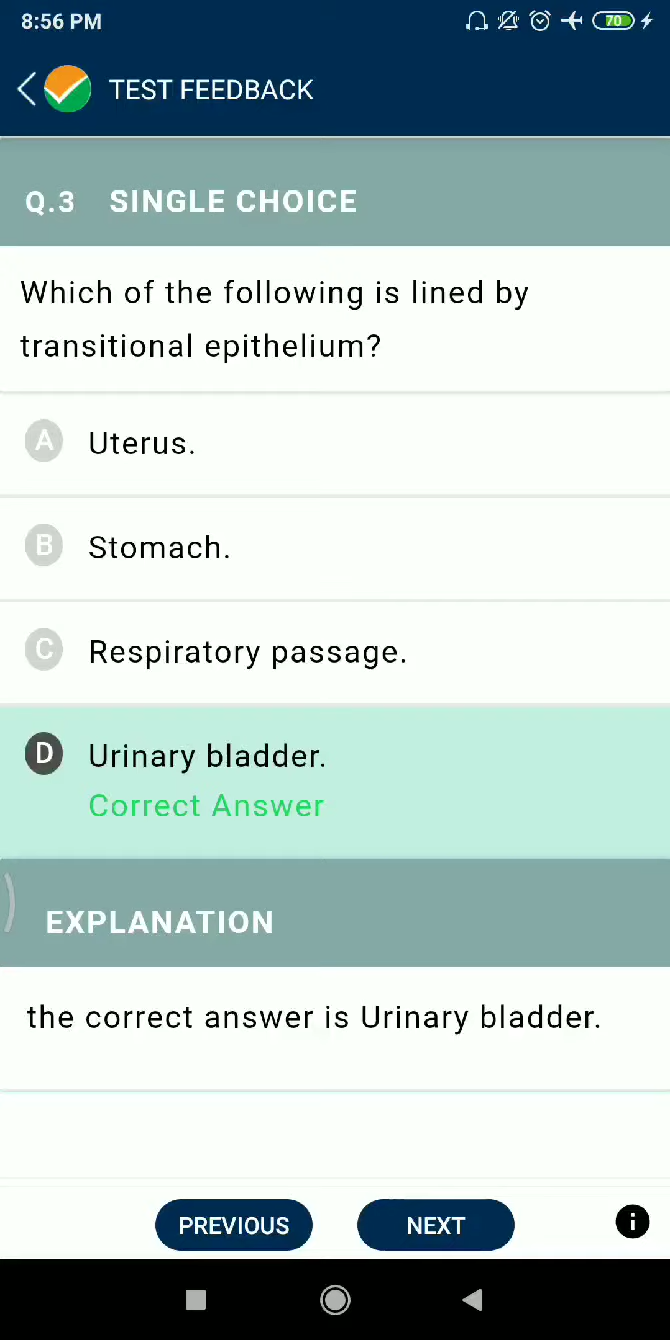 8:56 PM
70
TEST FEEDBACK
Q.3 SINGLE CHOICE
Which of the following is lined by
transitional epithelium?
A Uterus.
B Stomach.
C Respiratory passage.
D Urinary bladder.
Correct Answer
EXPLANATION
the correct answer is Urinary bladder.
PREVIOUS NEXT i